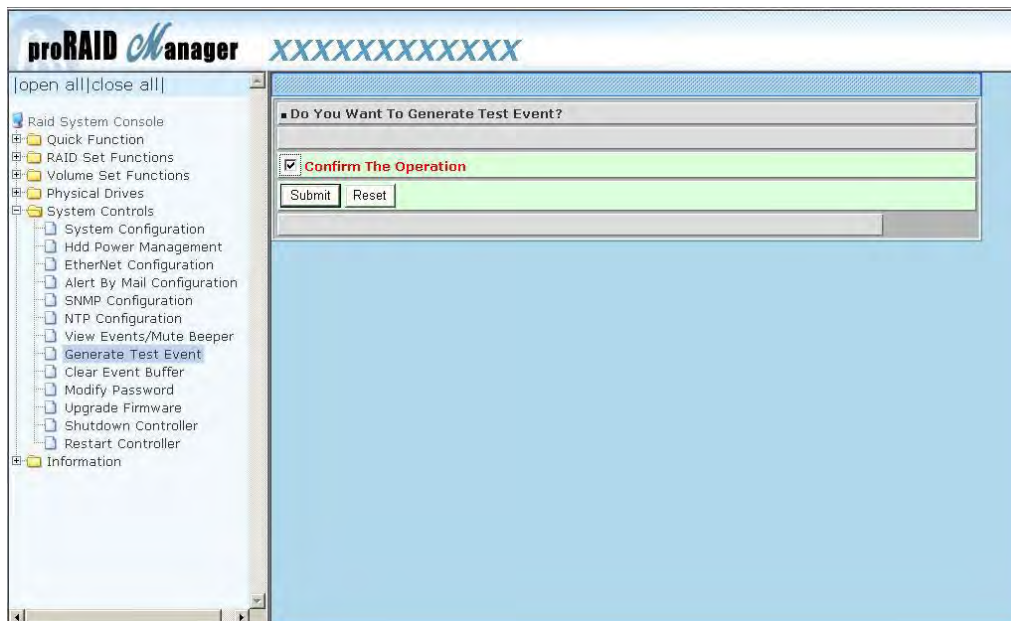 proRAID Manager XXXXXXXXXXXX
|open all|close all|
Raid System Console
Quick Function
RAID Set Functions
Volume Set Functions
Physical Drives
System Controls
System Configuration
Hdd Power Management
EtherNet Configuration
Alert By Mail Configuration
SNMP Configuration
NTP Configuration
View Events/Mute Beeper
Generate Test Event
Clear Event Buffer
Modify Password
Upgrade Firmware
Shutdown Controller
Restart Controller
Information
Do You Want To Generate Test Event?
Confirm The Operation
Submit Reset